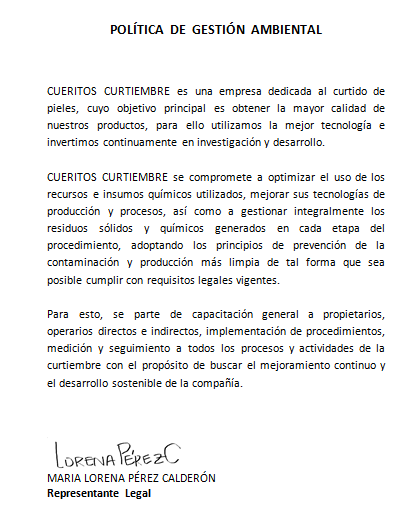 POLÍTICA DE GESTIÓN AMBIENTAL
CUERITOS CURTIEMBRE es una empresa dedicada al curtido de
pieles, cuyo objetivo principal es obtener la mayor calidad de
nuestros productos, para ello utilizamos la mejor tecnología e
invertimos continuamente en investigación y desarrollo.
CUERITOS CURTIEMBRE se compromete a optimizar el uso de los
recursos e insumos químicos utilizados, mejorar sus tecnologías de
producción y procesos, así como a gestionar integralmente los
residuos sólidos y químicos generados en cada etapa del
procedimiento, adoptando los principios de prevención de la
contaminación y producción más limpia de tal forma que sea
posible cumplir con requisitos legales vigentes.
Para esto, se parte de capacitación general a propietarios,
operarios directos e indirectos, implementación de procedimientos,
medición y seguimiento a todos los procesos y actividades de la
curtiembre con el propósito de buscar el mejoramiento continuo y
el desarrollo sostenible de la compañía.
LORENA PÉREZ C
MARIA LORENA PÉREZ CALDERÓN
Representante Legal